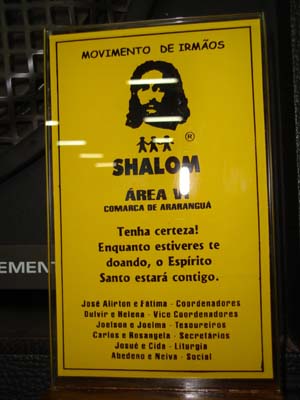 MOVIMENTO DE IRMÃOS
®
SHALOM
ÁREA VI
COMARCA DE ARARANGUÁ
Tenha certeza!
Enquanto estiveres te
doando, o Espírito
Santo estará contigo.
José Alirton e Fatima - Coordenadores
Dulvir e Helena - Vice Coordenadores
Joelson e Joelma - Tesoureiros
Carlos e Rosangela - Secretários
Josué e Cida - Liturgia
Abedeno e Neiva - Social
EMENT